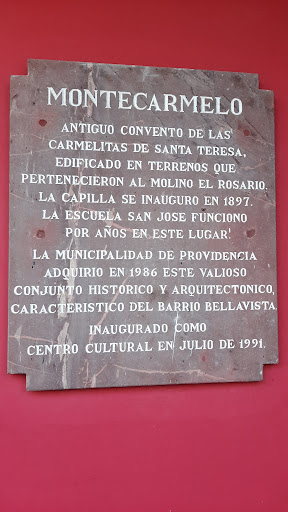 MONTECARMELO
ANTIGUO CONVENTO DE LAS
CARMELITAS DE SANTA TERESA,
EDIFICADO EN TERRENOS QUE
PERTENECIERON AL MOLINO EL ROSARIO.
LA CAPILLA SE INAUGURO EN 1897.
LA ESCUELA SAN JOSE FUNCIONO
POR AÑOS EN ESTE LUGAR.
LA MUNICIPALIDAD DE PROVIDENCIA
ADQUIRIO EN 1986 ESTE VALIOSO
CONJUNTO HISTORICO Y ARQUITECTONICO,
CARACTERISTICO DEL BARRIO BELLAVISTA.
INAUGURADO COMO
CENTRO CULTURAL EN JULIO DE 1991.